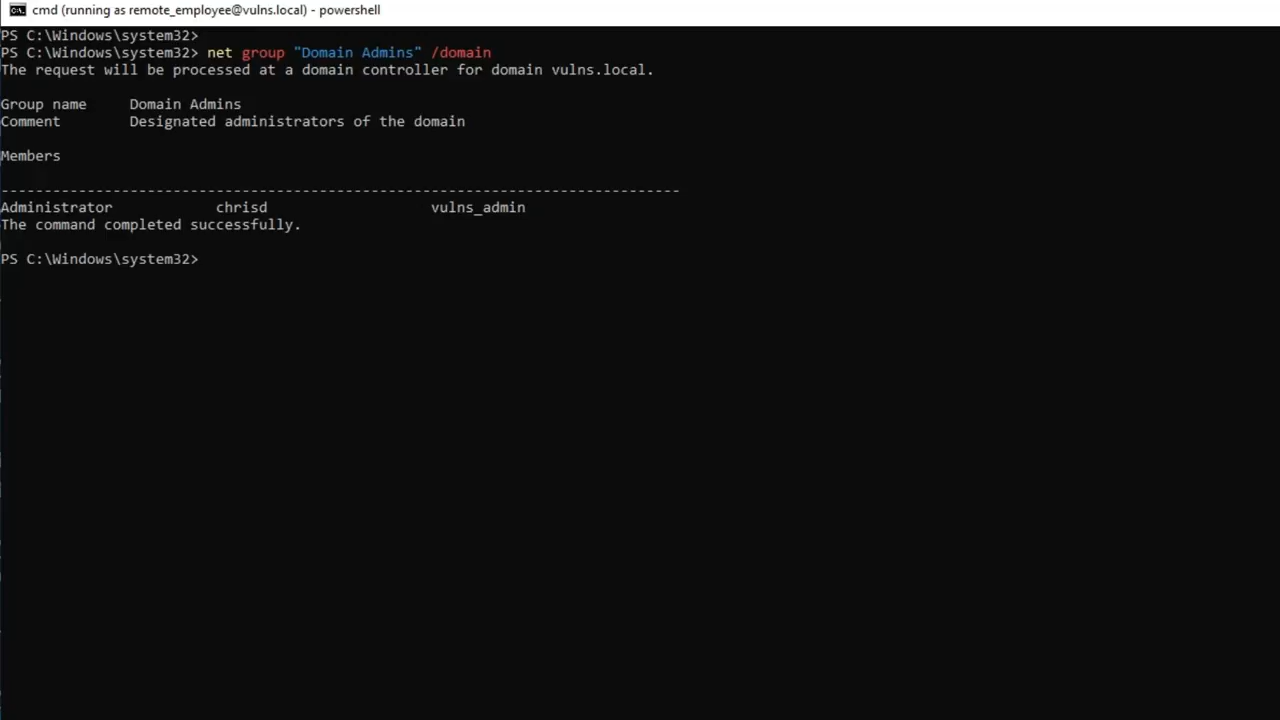 cmd (running as remote_employee@vulns.local) - powershell
PS C:\Windows\system32>
PS C:\Windows\system32> net group "Domain Admins" /domain
The request will be processed at a domain controller for domain vulns.local.
Group name     Domain Admins
Comment        Designated administrators of the domain
Members
-------------------------------------------------------------------------------
Administrator            chrisd                   vulns_admin
The command completed successfully.
PS C:\Windows\system32>